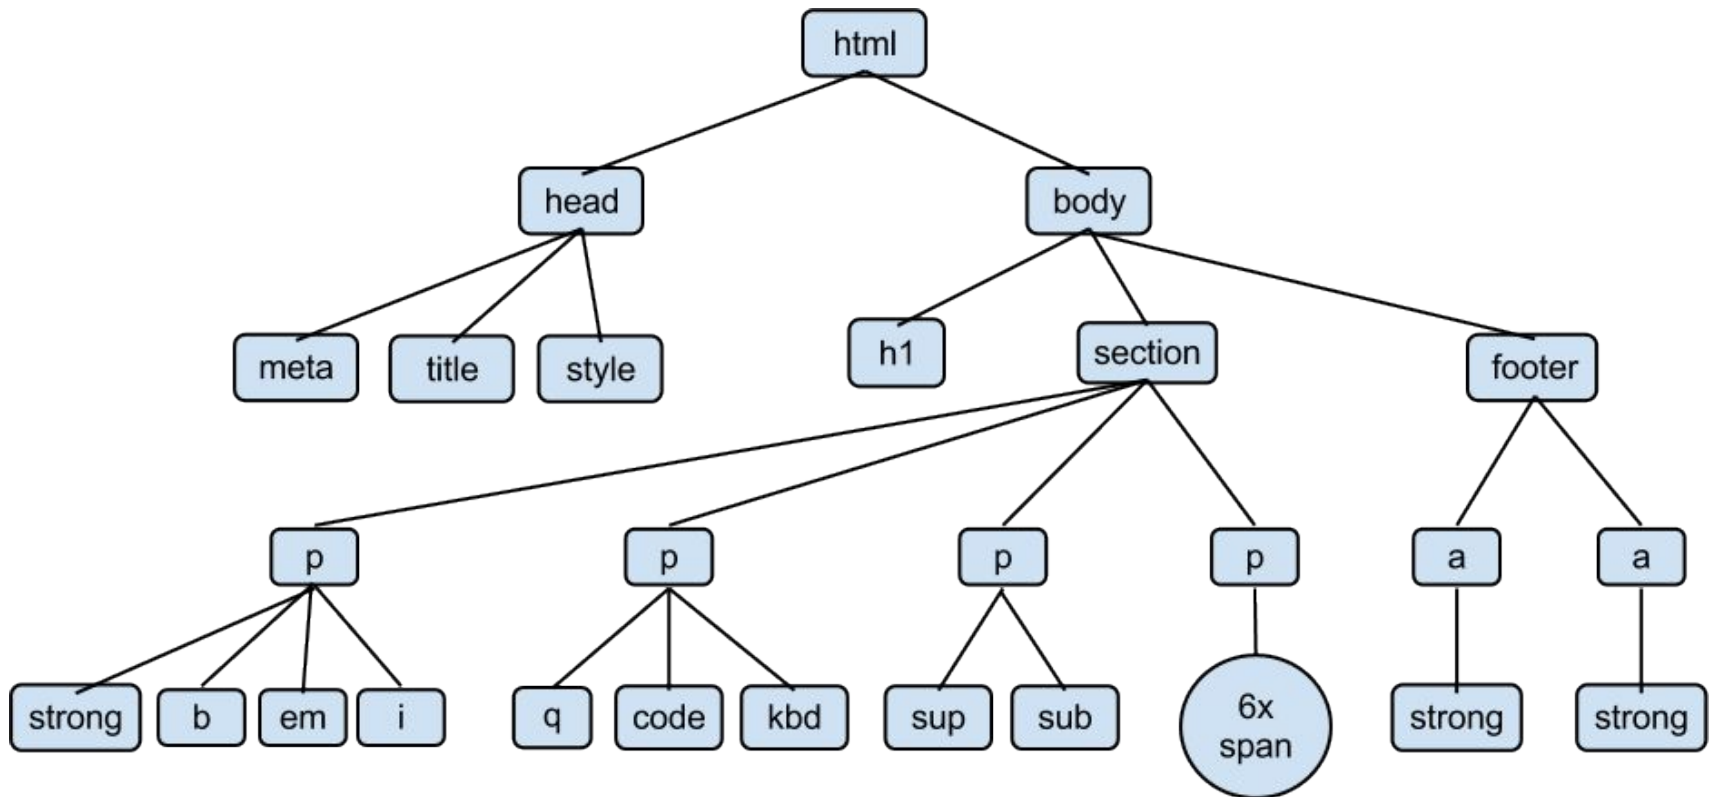 html
head
body
meta
title
style
h1
section
footer
p
p
p
p
a
a
strong
b
em
i
q
code
kbd
sup
sub
6x
span
strong
strong